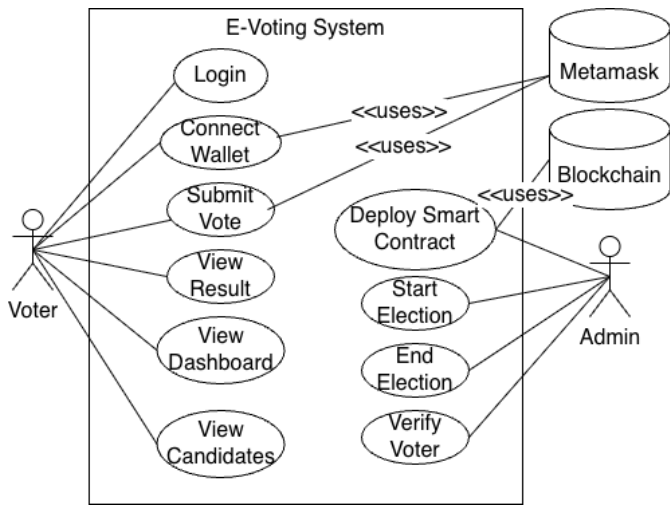 E-Voting System
Login
Connect
Wallet
Submit
Vote
View
Result
View
Dashboard
View
Candidates
Voter
<<uses>>
<<uses>>
<<uses>>
Metamask
Blockchain
Deploy Smart
Contract
Start
Election
End
Election
Verify
Voter
Admin